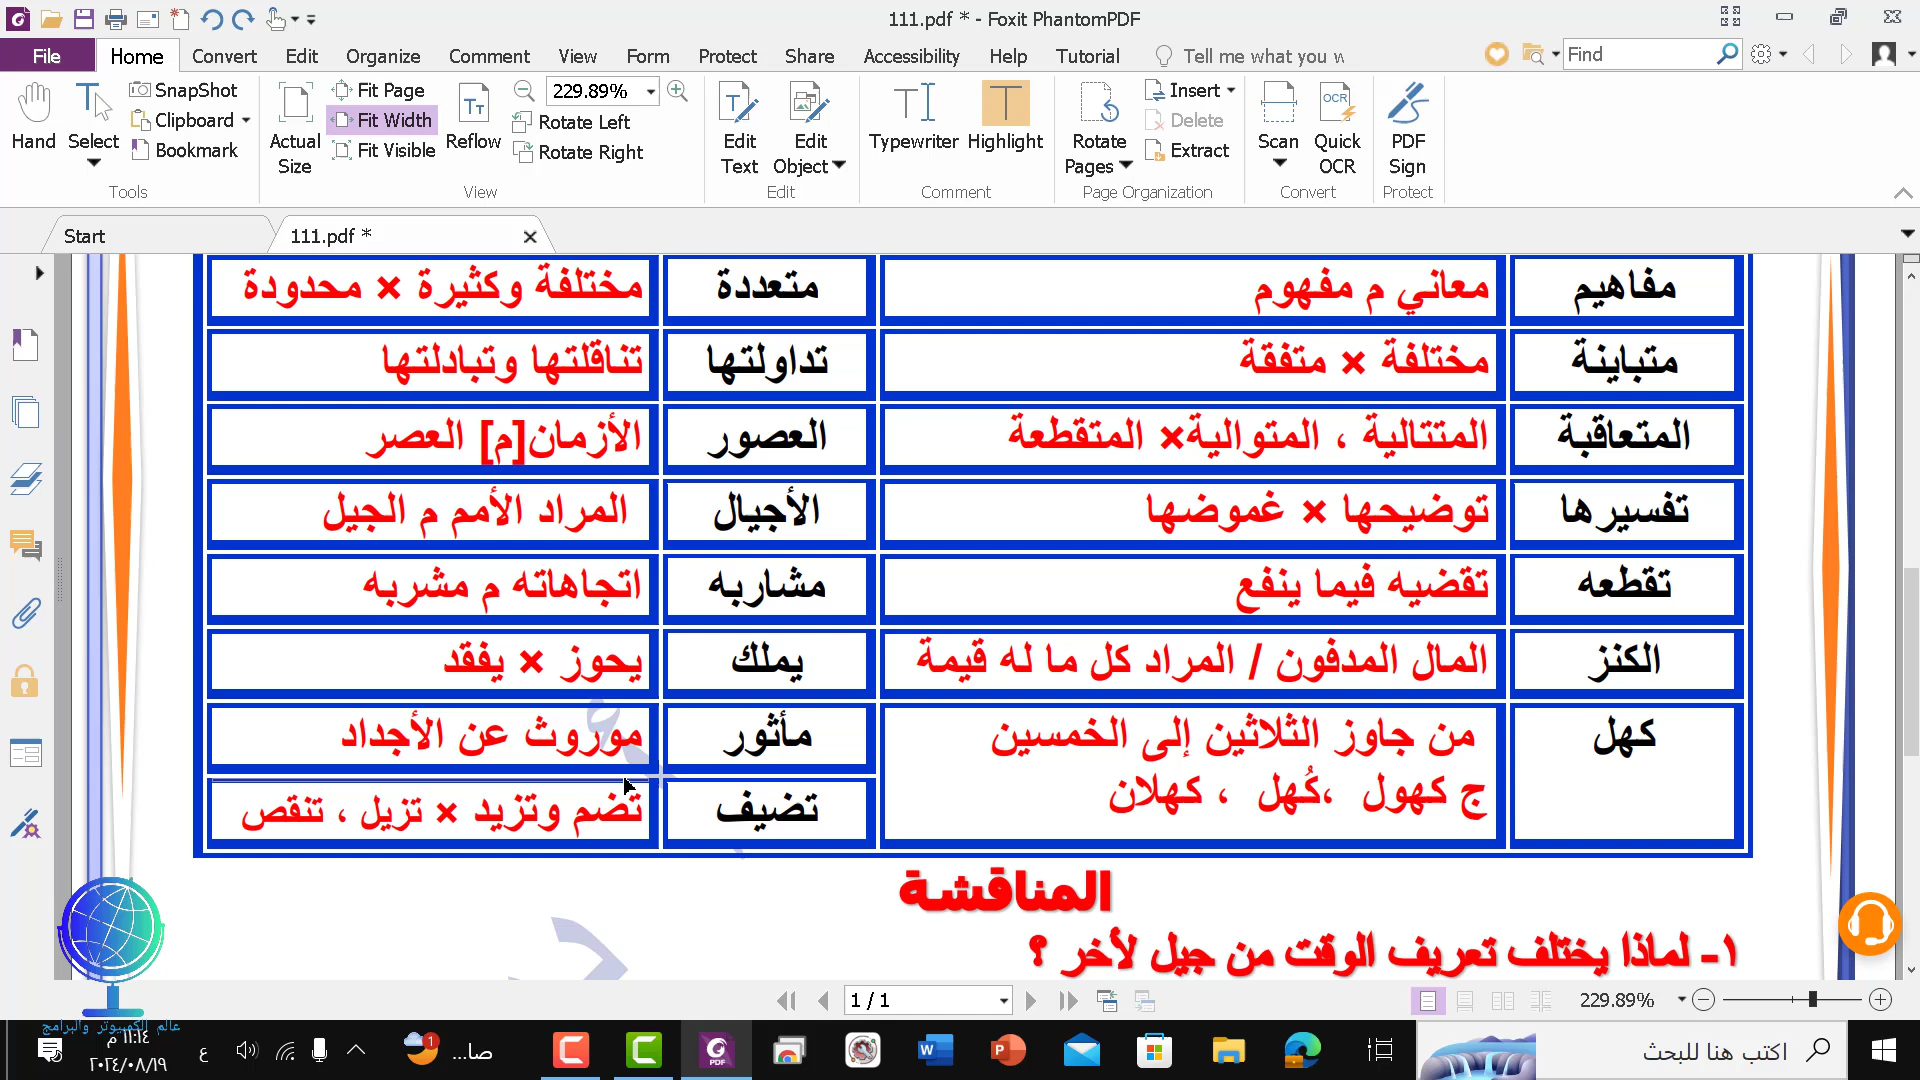 111.pdf * - Foxit PhantomPDF
File Home Convert Edit Organize Comment View Form Protect Share Accessibility Help Tutorial Tell me what you w Find
Hand Select SnapShot Clipboard Bookmark Tools
Actual Size Fit Page Fit Width Fit Visible Reflow 229.89% Rotate Left Rotate Right View
Edit Text Edit Object Edit
Typewriter Highlight Comment
Rotate Pages Insert Delete Extract Page Organization
Scan Quick OCR Convert
PDF Sign Protect
Start 111.pdf *
مفاهيم معاني م مفهوم متعددة مختلفة وكثيرة × محدودة
متباينة مختلفة × متفقة تداولتها تناقلتها وتبادلتها
المتعاقبة المتتالية ، المتوالية× المتقطعة العصور الأزمان[م] العصر
تفسيرها توضيحها × غموضها الأجيال المراد الأمم م الجيل
تقطعه تقضيه فيما ينفع مشاربه اتجاهاته م مشربه
الكنز المال المدفون / المراد كل ما له قيمة يملك يحوز × يفقد
كهل من جاوز الثلاثين إلى الخمسين مأثور موروث عن الأجداد
ج كهول ،كُهل ، كهلان تضيف تضم وتزيد × تزيل ، تنقص
المناقشة
١- لماذا يختلف تعريف الوقت من جيل لأخر ؟
1 / 1 229.89%
عالم الكمبيوتر والبرامج
اكتب هنا للبحث صا... ع ١١:١٤ م
٢٠٢٤/٠٨/١٩